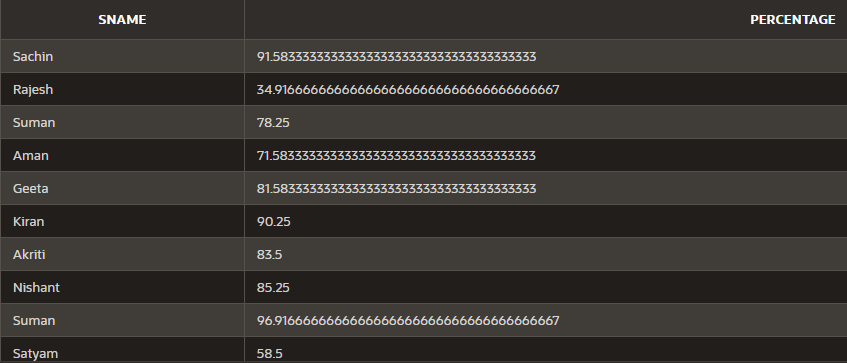 SNAME PERCENTAGE
Sachin 91.58333333333333333333333333333333333333
Rajesh 34.91666666666666666666666666666666666667
Suman 78.25
Aman 71.58333333333333333333333333333333333333
Geeta 81.58333333333333333333333333333333333333
Kiran 90.25
Akriti 83.5
Nishant 85.25
Suman 96.91666666666666666666666666666666666667
Satyam 58.5